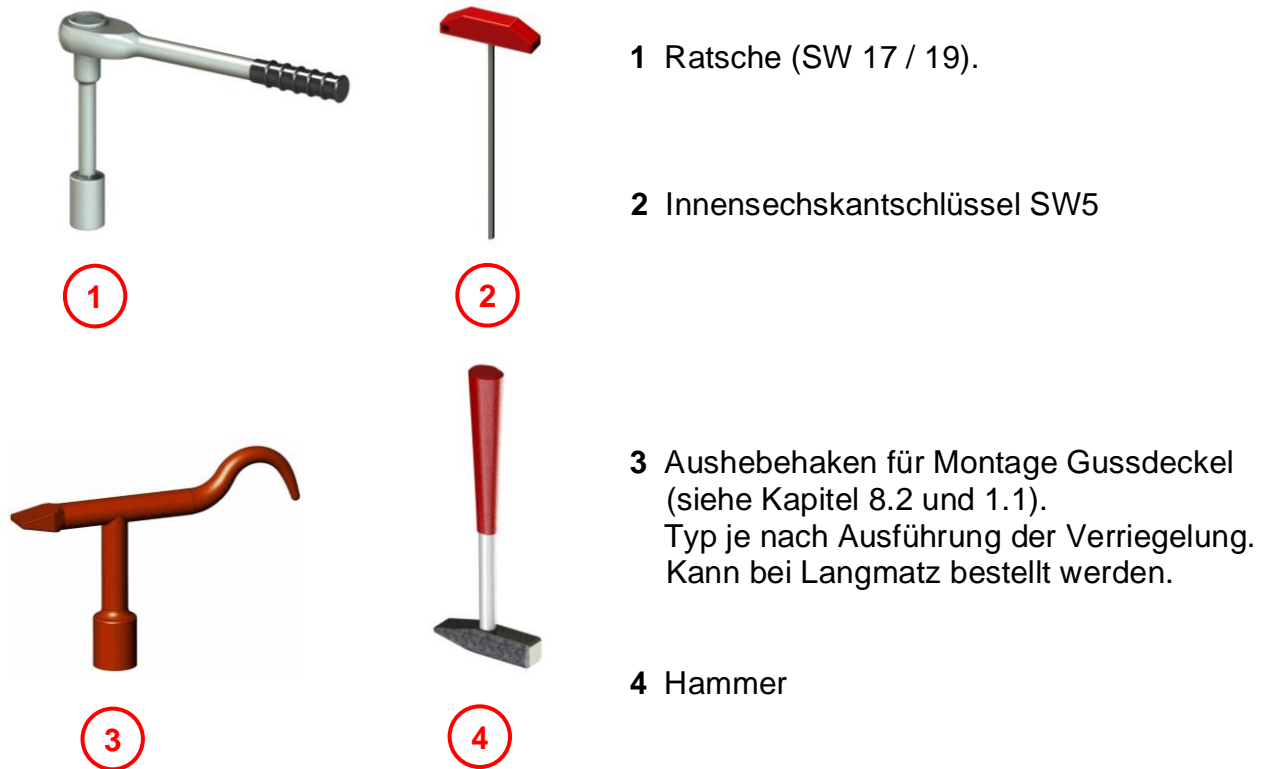 1 Ratsche (SW 17 / 19).
2 Innensechskantschlüssel SW5
1
2
3 Aushebehaken für Montage Gussdeckel
(siehe Kapitel 8.2 und 1.1).
Typ je nach Ausführung der Verriegelung.
Kann bei Langmatz bestellt werden.
4 Hammer
3
4